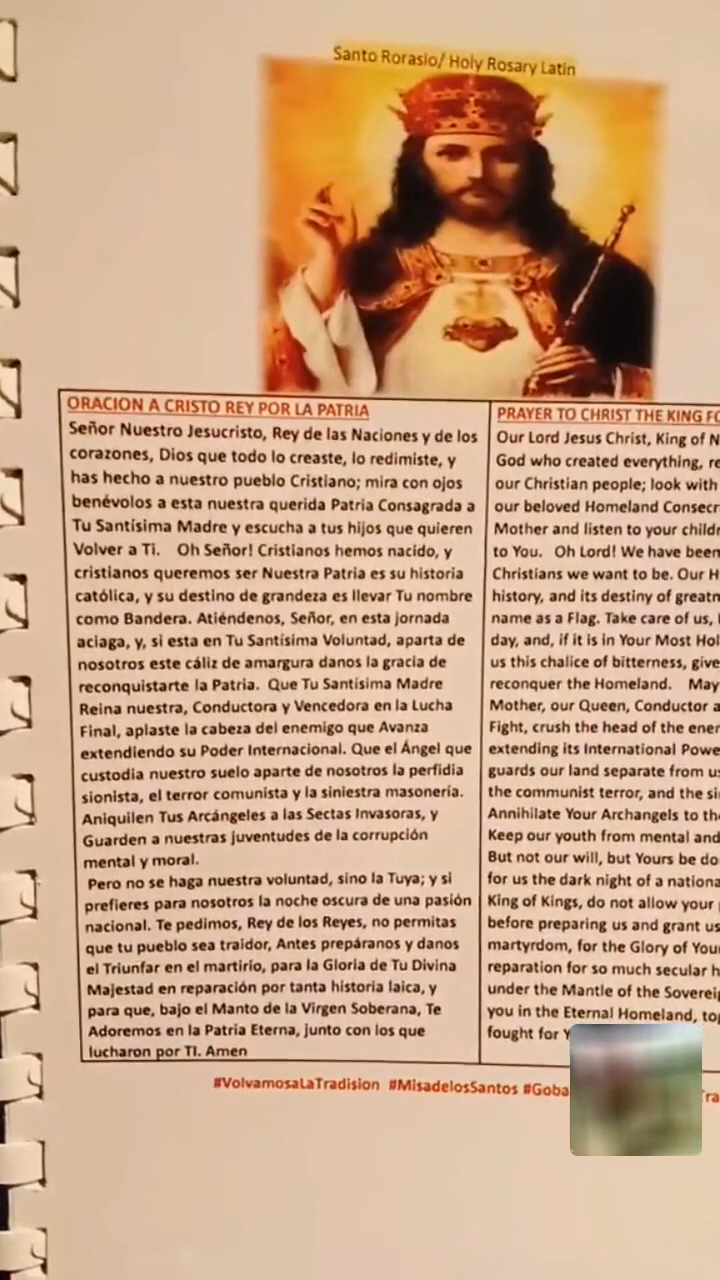 Santo Rorasio/ Holy Rosary Latin
ORACION A CRISTO REY POR LA PATRIA
Señor Nuestro Jesucristo, Rey de las Naciones y de los
corazones, Dios que todo lo creaste, lo redimiste, y
has hecho a nuestro pueblo Cristiano; mira con ojos
benévolos a esta nuestra querida Patria Consagrada a
Tu Santísima Madre y escucha a tus hijos que quieren
Volver a Ti.   Oh Señor! Cristianos hemos nacido, y
cristianos queremos ser Nuestra Patria es su historia
católica, y su destino de grandeza es llevar Tu nombre
como Bandera. Atiéndenos, Señor, en esta jornada
aciaga, y, si esta en Tu Santísima Voluntad, aparta de
nosotros este cáliz de amargura danos la gracia de
reconquistarte la Patria.  Que Tu Santísima Madre
Reina nuestra, Conductora y Vencedora en la Lucha
Final, aplaste la cabeza del enemigo que Avanza
extendiendo su Poder Internacional. Que el Ángel que
custodia nuestro suelo aparte de nosotros la perfidia
sionista, el terror comunista y la siniestra masonería.
Aniquilen Tus Arcángeles a las Sectas Invasoras, y
Guarden a nuestras juventudes de la corrupción
mental y moral.
Pero no se haga nuestra voluntad, sino la Tuya; y si
prefieres para nosotros la noche oscura de una pasión
nacional. Te pedimos, Rey de los Reyes, no permitas
que tu pueblo sea traidor, Antes prepáranos y danos
el Triunfar en el martirio, para la Gloria de Tu Divina
Majestad en reparación por tanta historia laica, y
para que, bajo el Manto de la Virgen Soberana, Te
Adoremos en la Patria Eterna, junto con los que
lucharon por TI. Amen
PRAYER TO CHRIST THE KING
Our Lord Jesus Christ, King of
God who created everything,
our Christian people; look with
our beloved Homeland
Mother and listen to your
to You.   Oh Lord! We have been
Christians we want to be. Our
history, and its destiny of
name as a Flag. Take care of us,
day, and, if it is in Your Most
us this chalice of bitterness,
reconquer the Homeland.    May
Mother, our Queen, Conductor
Fight, crush the head of the
extending its International
guards our land separate from
the communist terror, and the
Annihilate Your Archangels to
Keep our youth from mental and
But not our will, but Yours be
for us the dark night of a
King of Kings, do not allow your
before preparing us and grant
martyrdom, for the Glory of
reparation for so much secular
under the Mantle of the
you in the Eternal Homeland,
fought for
#VolvamosaLaTradision  #MisadelosSantos